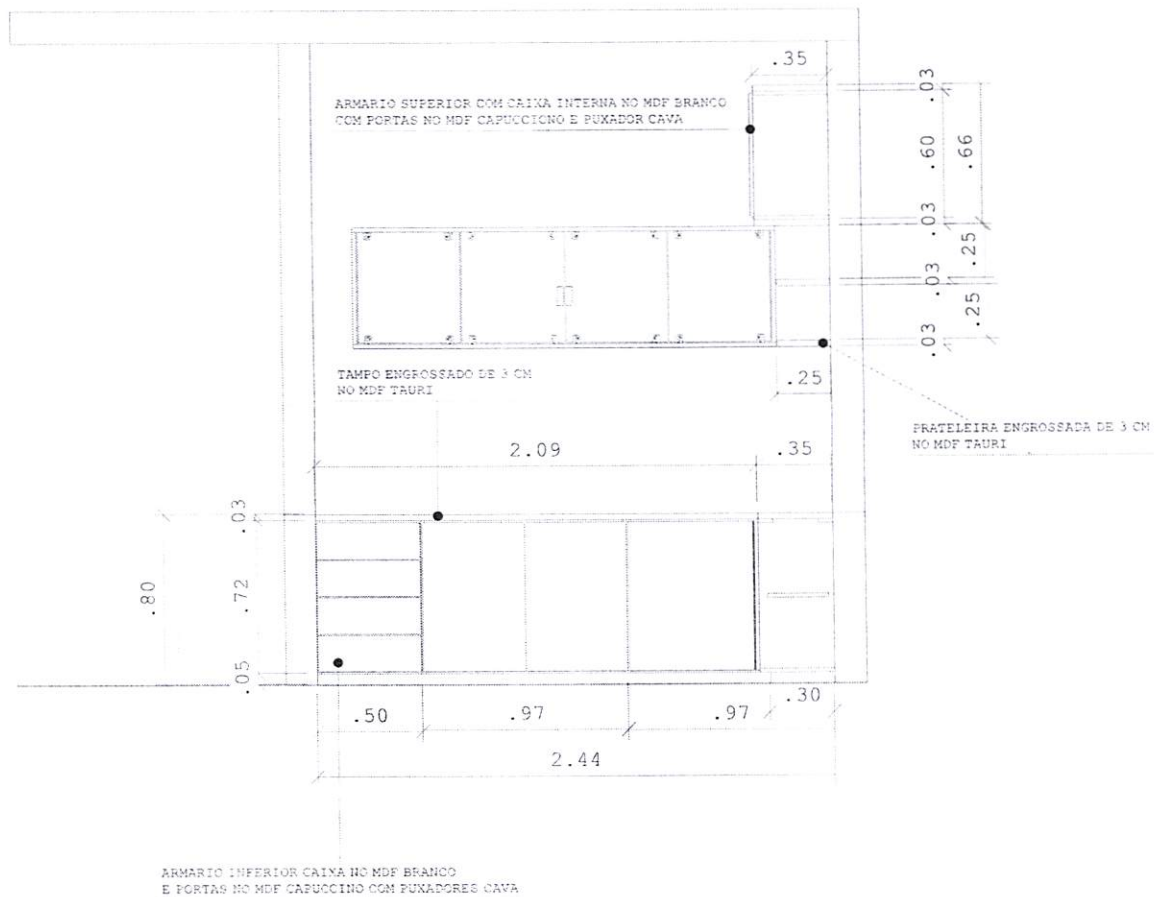 .35
ARMARIO SUPERIOR COM CAIXA INTERNA NO MDF BRANCO
COM PORTAS NO MDF CAPUCCICNO E PUXADOR CAVA
.03
.60
.66
.03
.25
.03
.25
.03
TAMPO ENGROSSADO DE 3 CM
NO MDF TAURI
.25
PRATELEIRA ENGROSSADA DE 3 CM
NO MDF TAURI
2.09
.35
.03
.80
.72
.05
.30
.50
.97
.97
2.44
ARMARIO INFERIOR CAIXA NO MDF BRANCO
E PORTAS NO MDF CAPUCCINO COM PUXADORES CAVA